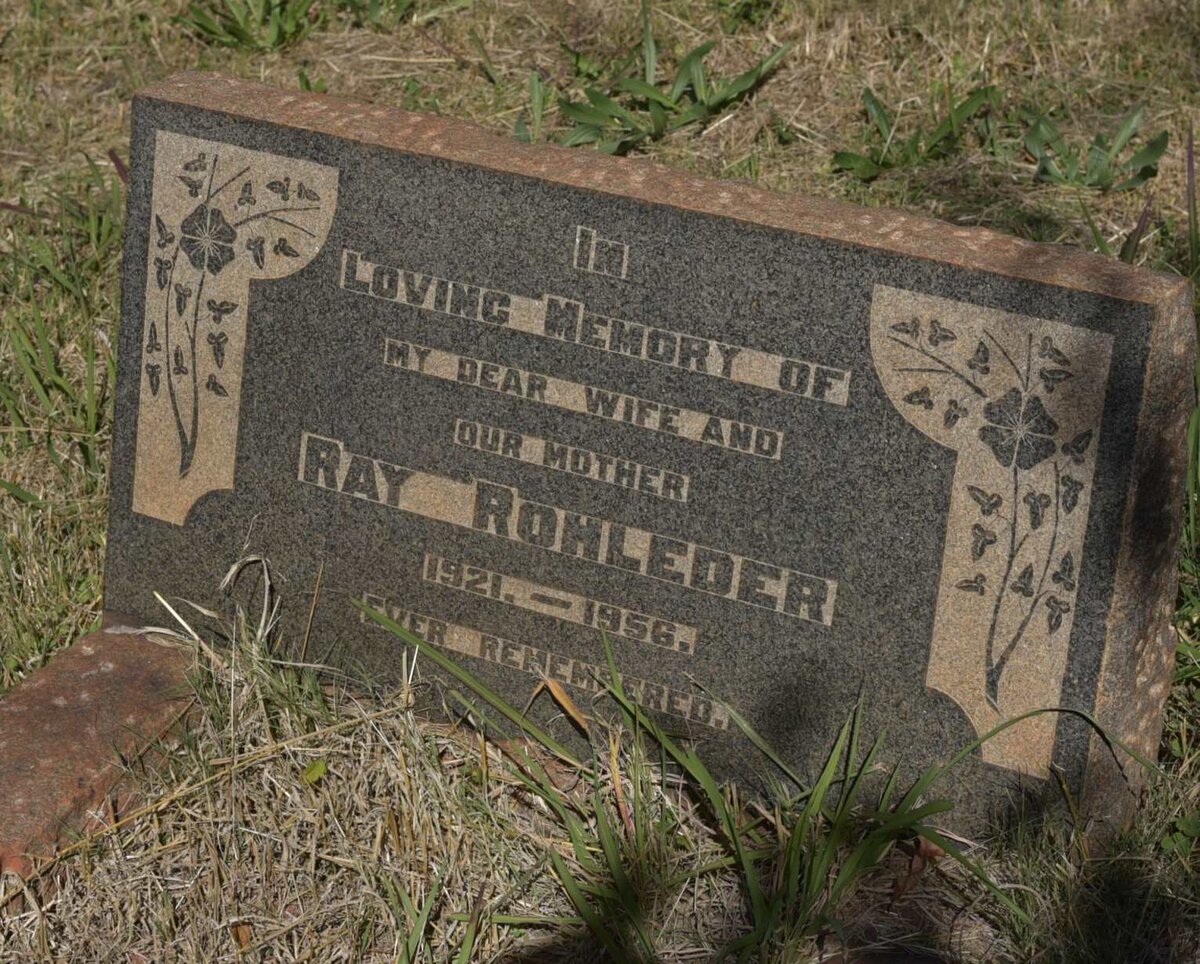 IN
LOVING MEMORY OF
MY DEAR WIFE AND
OUR MOTHER
RAY ROHLEDER
1921. — 1956.
EVER REMEMBERED.